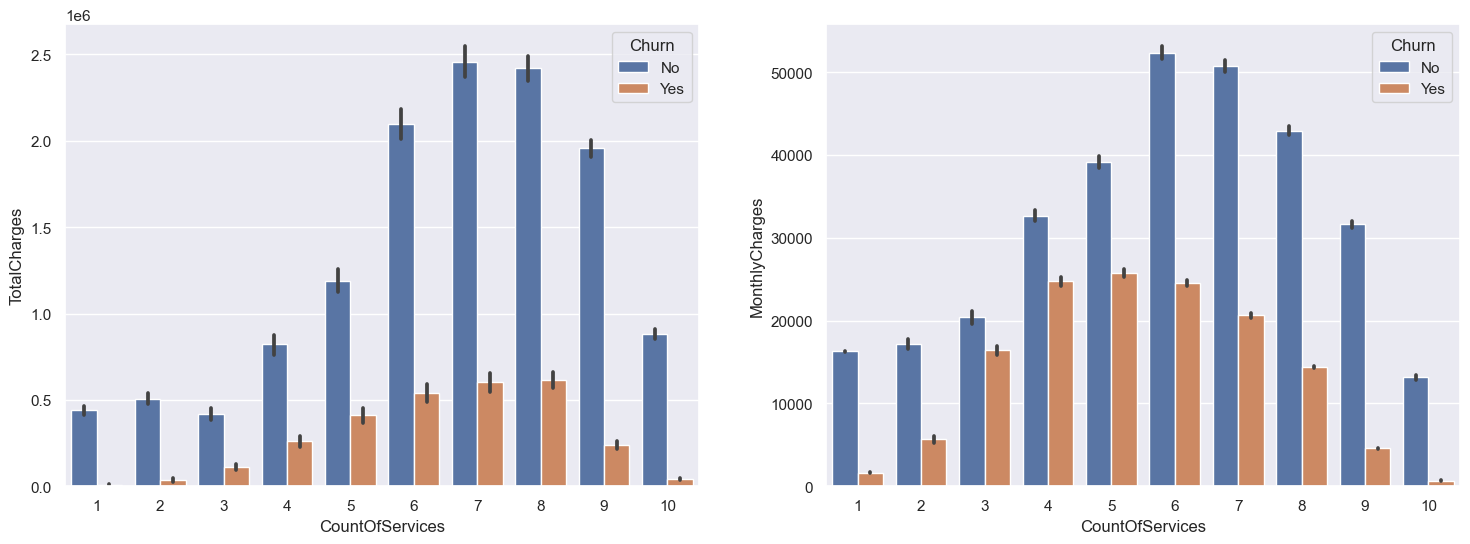 1e6
2.5
2.0
1.5
1.0
0.5
0.0
TotalCharges
1 2 3 4 5 6 7 8 9 10
CountOfServices
Churn
No
Yes
50000
40000
30000
20000
10000
0
MonthlyCharges
1 2 3 4 5 6 7 8 9 10
CountOfServices
Churn
No
Yes